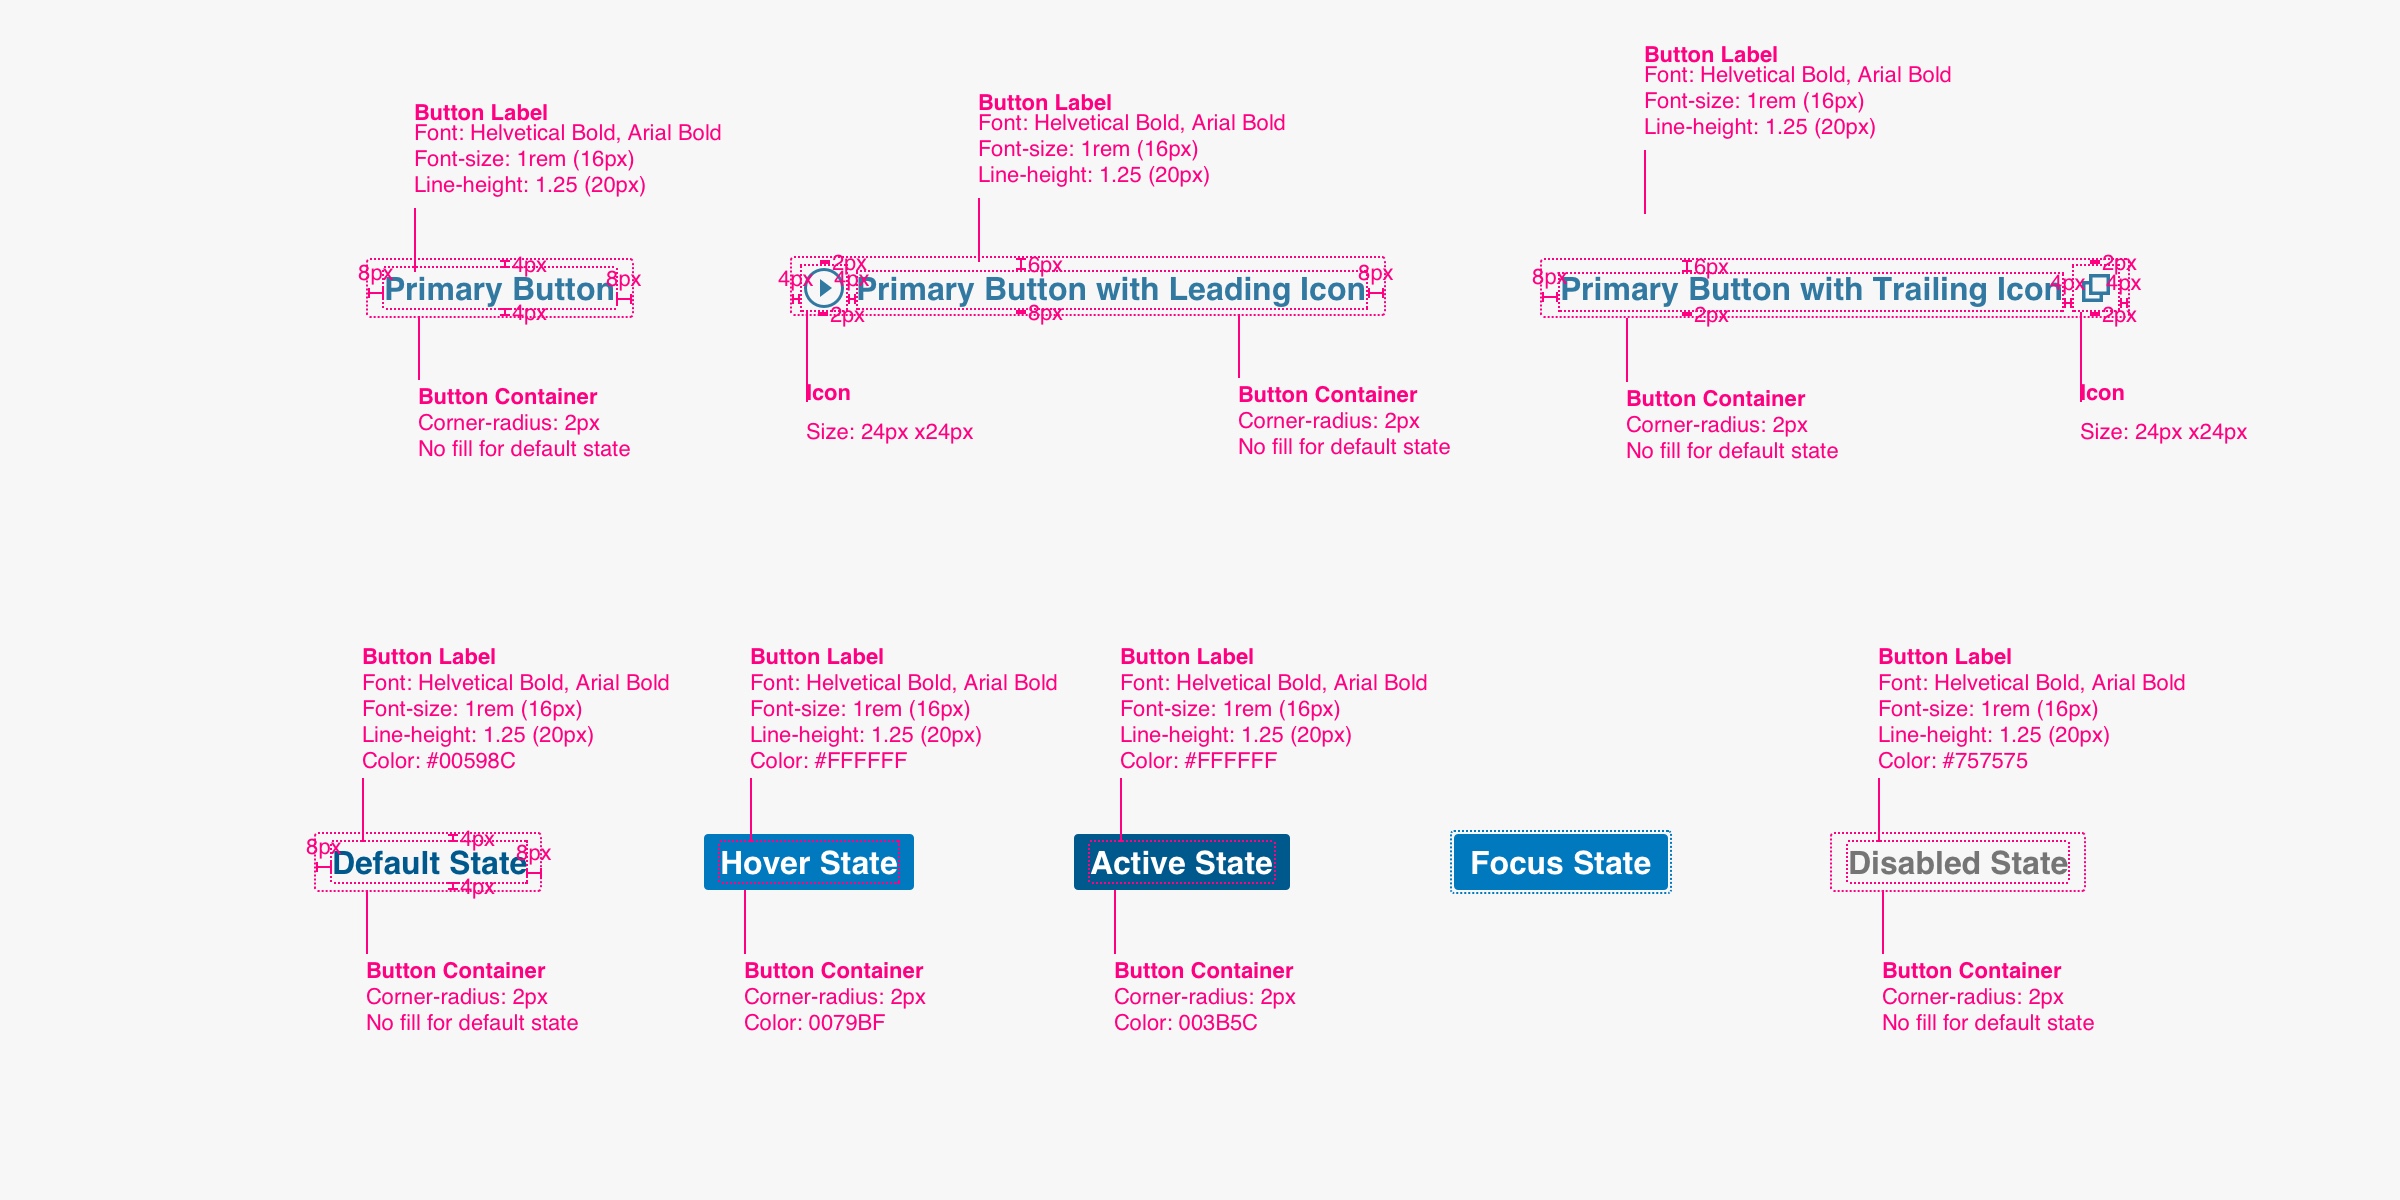 Button Label
Font: Helvetical Bold, Arial Bold
Font-size: 1rem (16px)
Line-height: 1.25 (20px)
Button Label
Font: Helvetical Bold, Arial Bold
Font-size: 1rem (16px)
Line-height: 1.25 (20px)
Button Label
Font: Helvetical Bold, Arial Bold
Font-size: 1rem (16px)
Line-height: 1.25 (20px)
4px
8px
Primary Button
8px
4px
2px
6px
4px
4px
Primary Button with Leading Icon
8px
2px
8px
6px
2px
8px
Primary Button with Trailing Icon
4px
4px
2px
2px
Button Container
Corner-radius: 2px
No fill for default state
Icon
Size: 24px x24px
Button Container
Corner-radius: 2px
No fill for default state
Button Container
Corner-radius: 2px
No fill for default state
Icon
Size: 24px x24px
Button Label
Font: Helvetical Bold, Arial Bold
Font-size: 1rem (16px)
Line-height: 1.25 (20px)
Color: #00598C
Button Label
Font: Helvetical Bold, Arial Bold
Font-size: 1rem (16px)
Line-height: 1.25 (20px)
Color: #FFFFFF
Button Label
Font: Helvetical Bold, Arial Bold
Font-size: 1rem (16px)
Line-height: 1.25 (20px)
Color: #FFFFFF
Button Label
Font: Helvetical Bold, Arial Bold
Font-size: 1rem (16px)
Line-height: 1.25 (20px)
Color: #757575
4px
8px
Default State
8px
4px
Hover State
Active State
Focus State
Disabled State
Button Container
Corner-radius: 2px
No fill for default state
Button Container
Corner-radius: 2px
Color: 0079BF
Button Container
Corner-radius: 2px
Color: 003B5C
Button Container
Corner-radius: 2px
No fill for default state